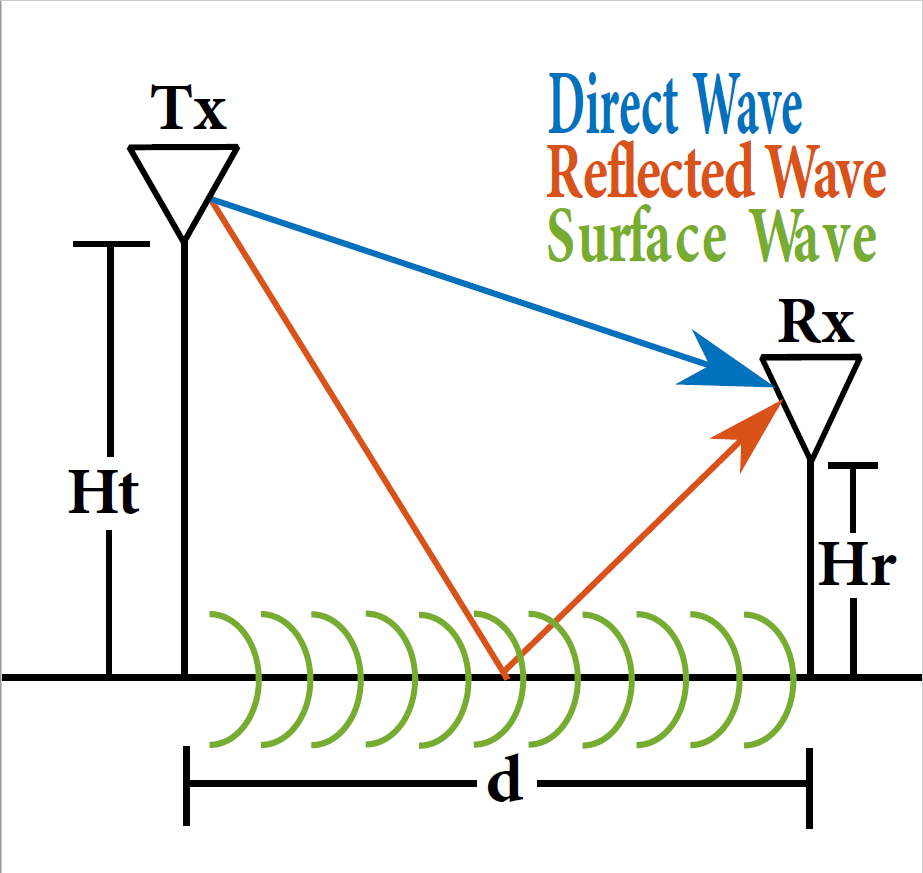 Tx
Direct Wave
Reflected Wave
Surface Wave
Rx
Ht
Hr
d